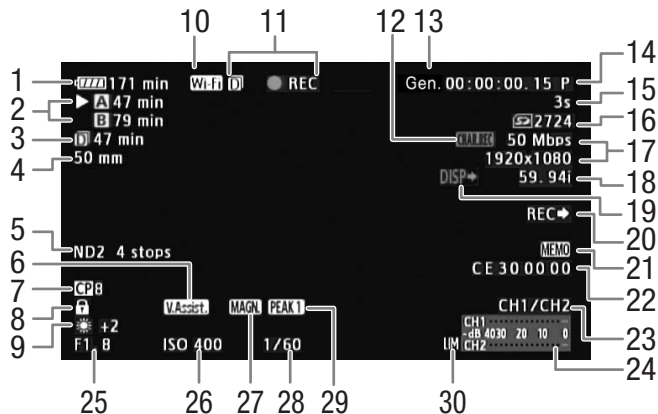 10 11 12 13
1 171 min Wi-Fi D REC Gen. 00:00:00.15 P 14
2 A 47 min 3s 15
B 79 min 2724 16
3 D 47 min CHAR.REC 50 Mbps 17
4 50 mm 1920x1080
DISP 59.94i 18
19
REC 20
5 ND2 4 stops MEMO 21
6 CE300000 22
7 CP8
8 V.Assist. MAGN. PEAK 1 CH1/CH2 23
9 +2 CH1
F1. 8 ISO 400 1/60 LIM -dB 40 30 20 10 0 24
CH2
25 26 27 28 29 30